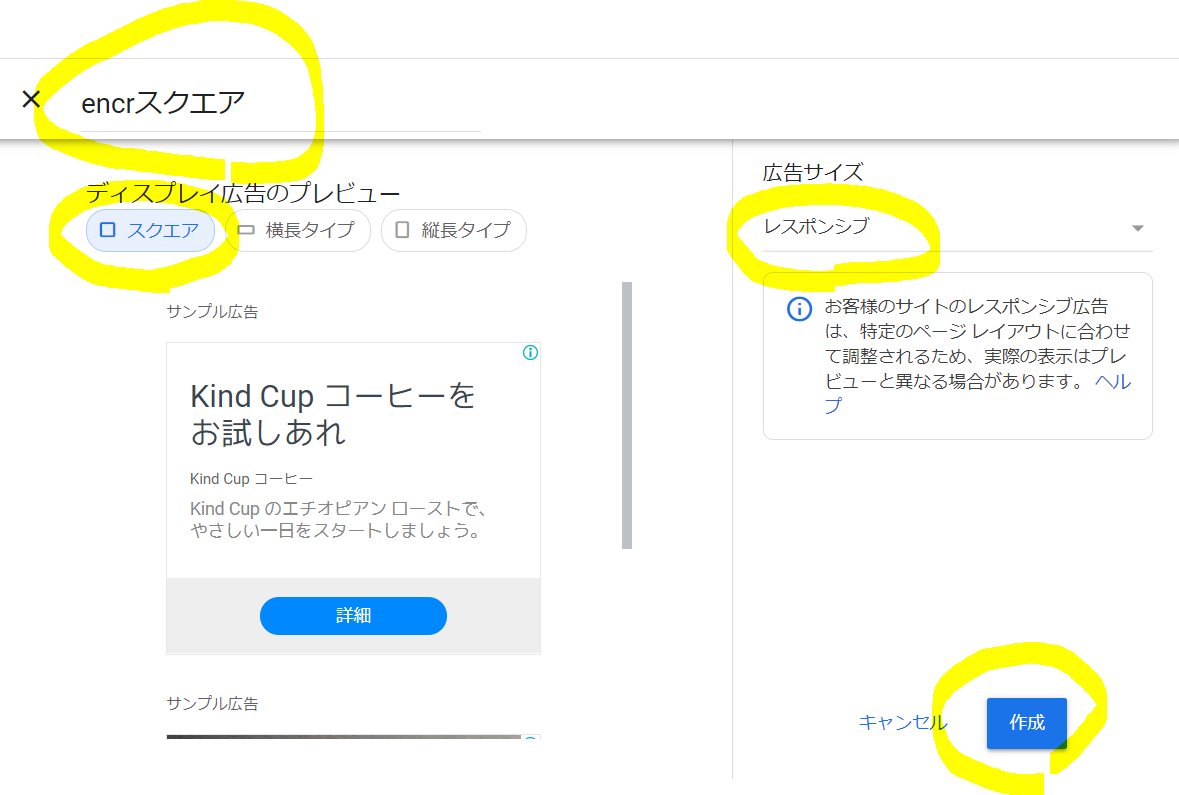 encrスクエア
ディスプレイ広告のプレビュー
スクエア
横長タイプ
縦長タイプ
サンプル広告
Kind Cup コーヒーを
お試しあれ
Kind Cup コーヒー
Kind Cup のエチオピアン ローストで、
やさしい一日をスタートしましょう。
詳細
サンプル広告
広告サイズ
レスポンシブ
お客様のサイトのレスポンシブ広告
は、特定のページ レイアウトに合わせ
て調整されるため、実際の表示はプレ
ビューと異なる場合があります。 ヘル
プ
キャンセル
作成